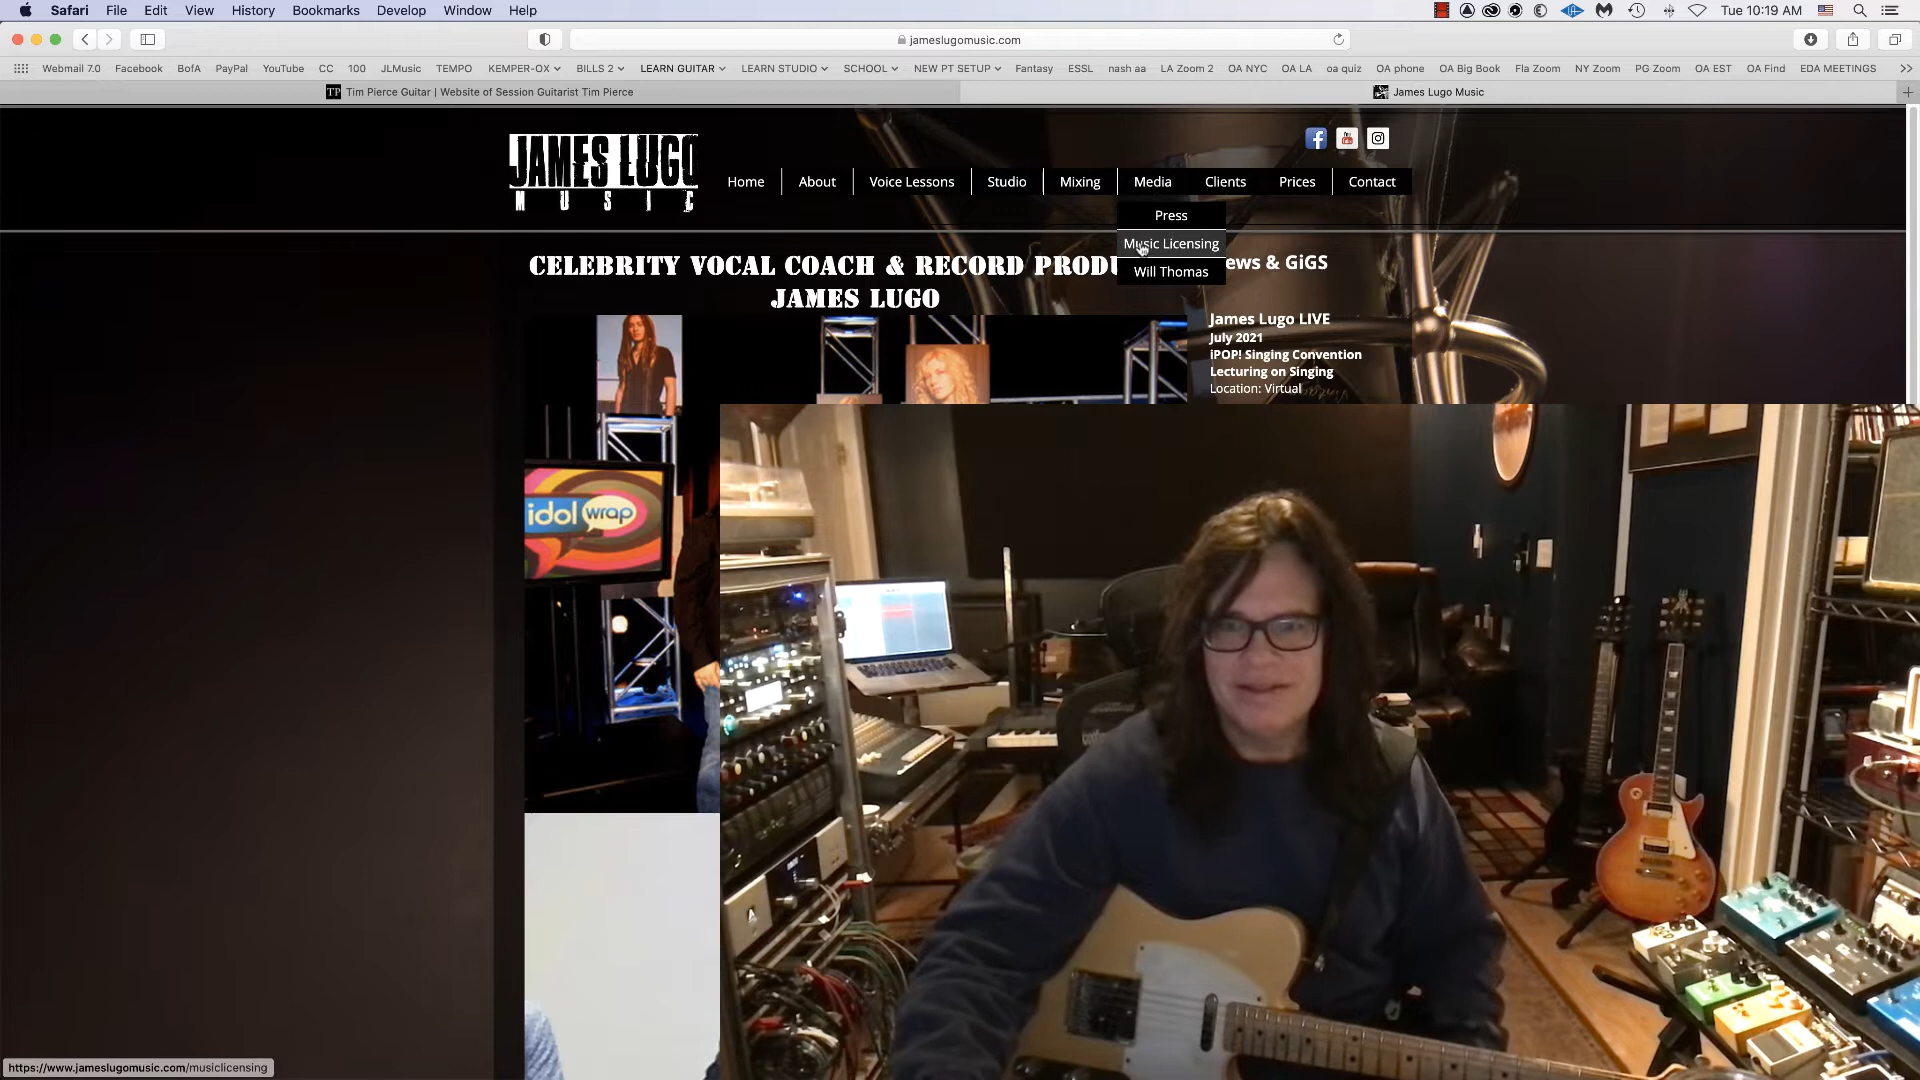 Safari File Edit View History Bookmarks Develop Window Help Tue 10:19 AM
jameslugomusic.com
Webmail 7.0 Facebook BofA PayPal YouTube CC 100 JLMusic TEMPO KEMPER-OX BILLS 2 LEARN GUITAR LEARN STUDIO SCHOOL NEW PT SETUP Fantasy ESSL nash aa LA Zoom 2 OA NYC OA LA oa quiz OA phone OA Big Book Fla Zoom NY Zoom PG Zoom OA EST OA Find EDA MEETINGS
TP Tim Pierce Guitar | Website of Session Guitarist Tim Pierce James Lugo Music
JAMES LUGO
MUSIC
Home About Voice Lessons Studio Mixing Media Clients Prices Contact
Press
Music Licensing
Will Thomas
CELEBRITY VOCAL COACH & RECORD PRODU
JAMES LUGO
ews & GiGS
James Lugo LIVE
July 2021
iPOP! Singing Convention
Lecturing on Singing
Location: Virtual
idol wrap
https://www.jameslugomusic.com/musiclicensing